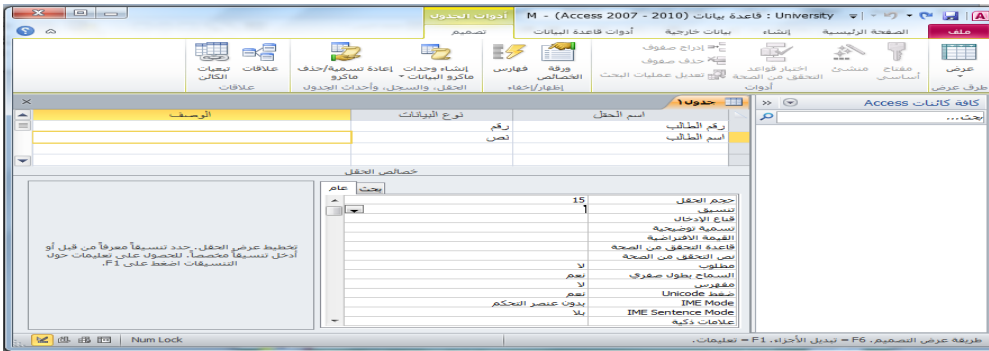 University : قاعدة بيانات (Access 2007 - 2010) - M
أدوات الجدول
ملف
الصفحة الرئيسية
إنشاء
بيانات خارجية
أدوات قاعدة البيانات
تصميم
عرض
مفتاح أساسي
منشئ
اختبار قواعد التحقق من الصحة
إدراج صفوف
حذف صفوف
تعديل عمليات البحث
ورقة الخصائص
فهارس
إنشاء وحدات ماكرو البيانات
إعادة تسمية/حذف ماكرو
علاقات
تبعيات الكائن
طرق عرض
أدوات
إظهار/إخفاء
الحقل، والسجل، وأحداث الجدول
علاقات
كافة كائنات Access
بحث...
جدول١
اسم الحقل
نوع البيانات
الوصف
رقم الطالب
رقم
اسم الطالب
نص
خصائص الحقل
عام
بحث
حجم الحقل 15
تنسيق
قناع الإدخال
تسمية توضيحية
القيمة الافتراضية
قاعدة التحقق من الصحة
نص التحقق من الصحة
مطلوب لا
السماح بطول صفري نعم
مفهرس لا
ضغط Unicode نعم
IME Mode بدون عنصر التحكم
IME Sentence Mode بلا
علامات ذكية
تخطيط عرض الحقل. حدد تنسيقاً معرفاً من قبل أو
أدخل تنسيقاً مخصصاً. للحصول على تعليمات حول
التنسيقات اضغط على F1.
طريقة عرض التصميم. F6 = تبديل الأجزاء. F1 = تعليمات.
Num Lock